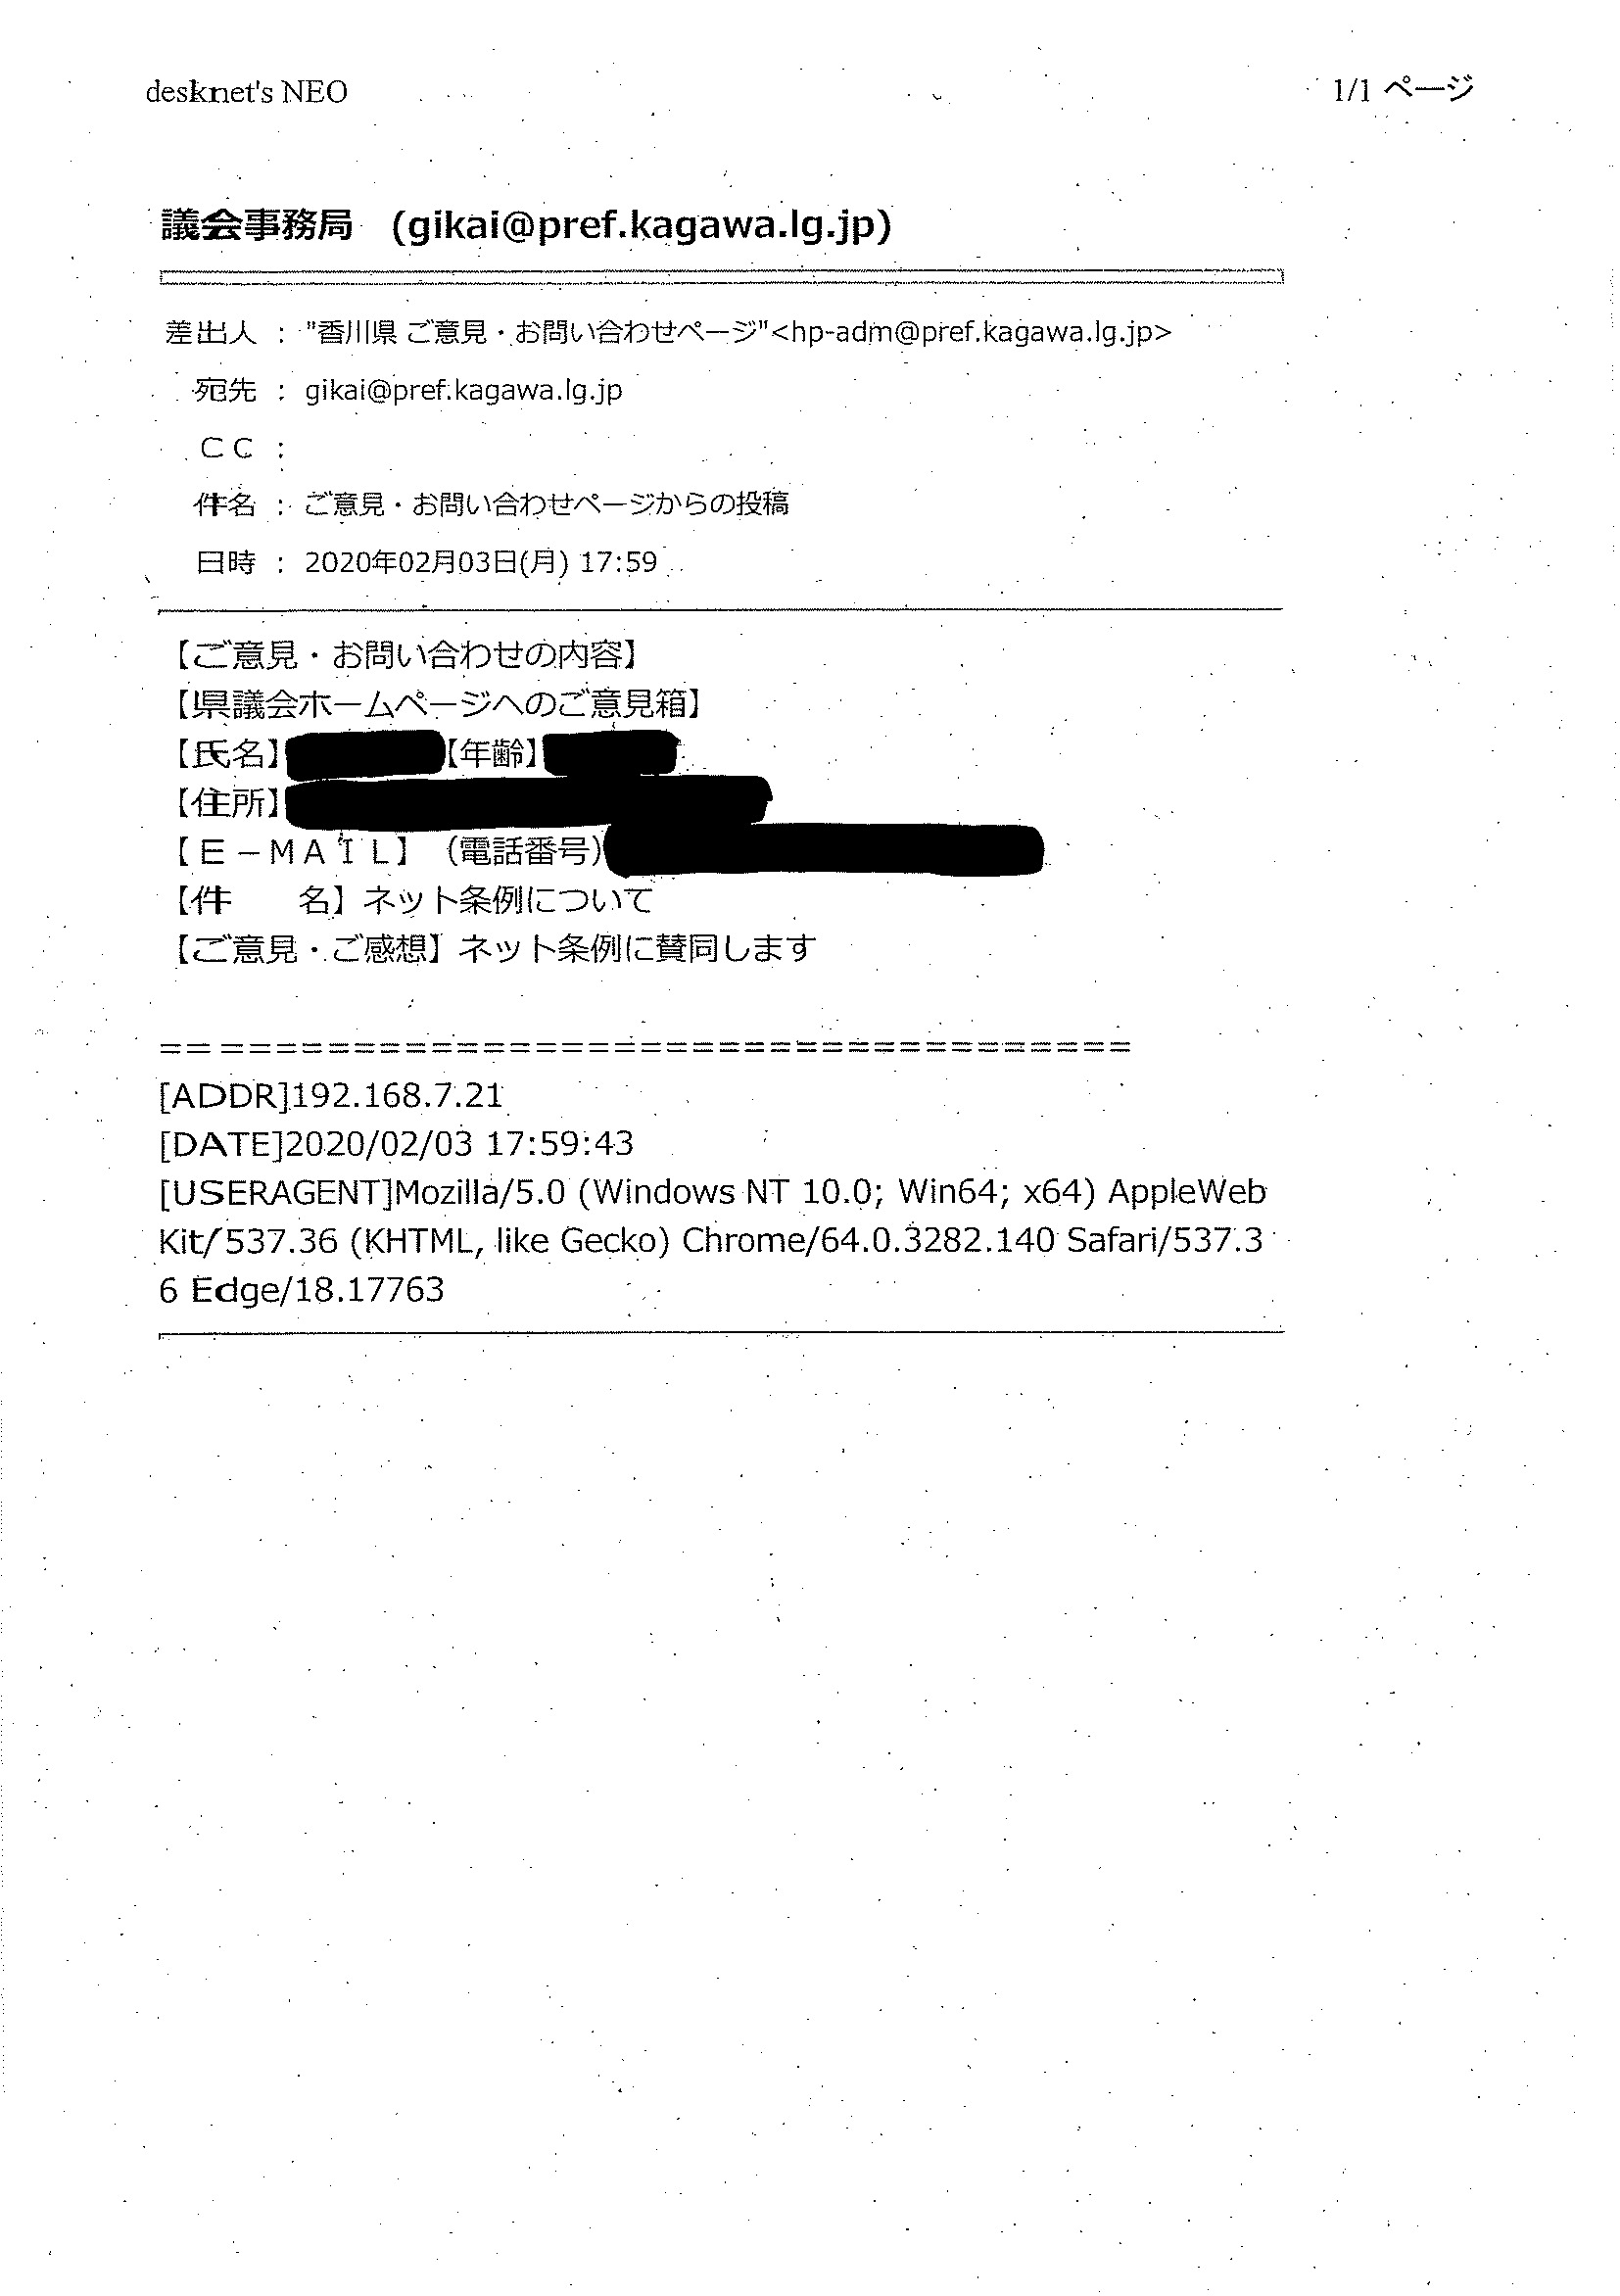 desknet's NEO
1/1 ページ
議会事務局 (gikai@pref.kagawa.lg.jp)
差出人 : "香川県 ご意見・お問い合わせページ"<hp-adm@pref.kagawa.lg.jp>
宛先 : gikai@pref.kagawa.lg.jp
CC :
件名 : ご意見・お問い合わせページからの投稿
日時 : 2020年02月03日(月) 17:59
【ご意見・お問い合わせの内容】
【県議会ホームページへのご意見箱】
【氏名】【年齢】
【住所】
【E－MAIL】（電話番号）
【件　　名】ネット条例について
【ご意見・ご感想】ネット条例に賛同します
======================================
[ADDR]192.168.7.21
[DATE]2020/02/03 17:59:43
[USERAGENT]Mozilla/5.0 (Windows NT 10.0; Win64; x64) AppleWeb
Kit/537.36 (KHTML, like Gecko) Chrome/64.0.3282.140 Safari/537.3
6 Edge/18.17763